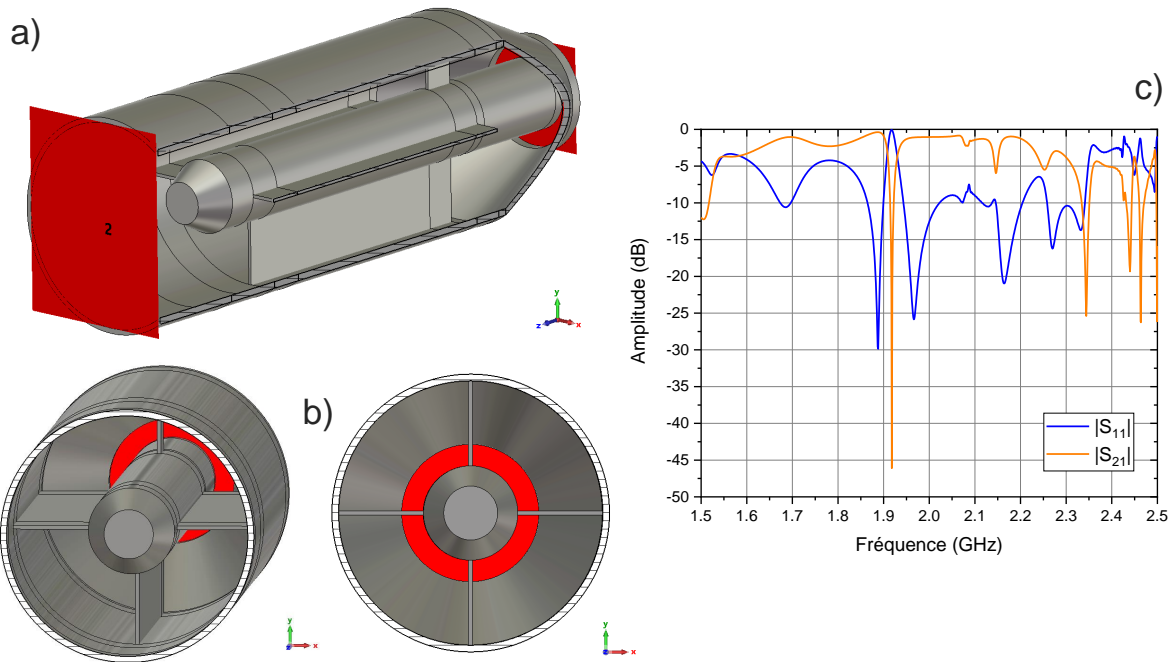 a)
2
y
z
x
b)
y
z
x
y
z
x
c)
0
-5
-10
-15
-20
-25
-30
-35
-40
-45
-50
Amplitude (dB)
1.5 1.6 1.7 1.8 1.9 2.0 2.1 2.2 2.3 2.4 2.5
Fréquence (GHz)
|S11|
|S21|